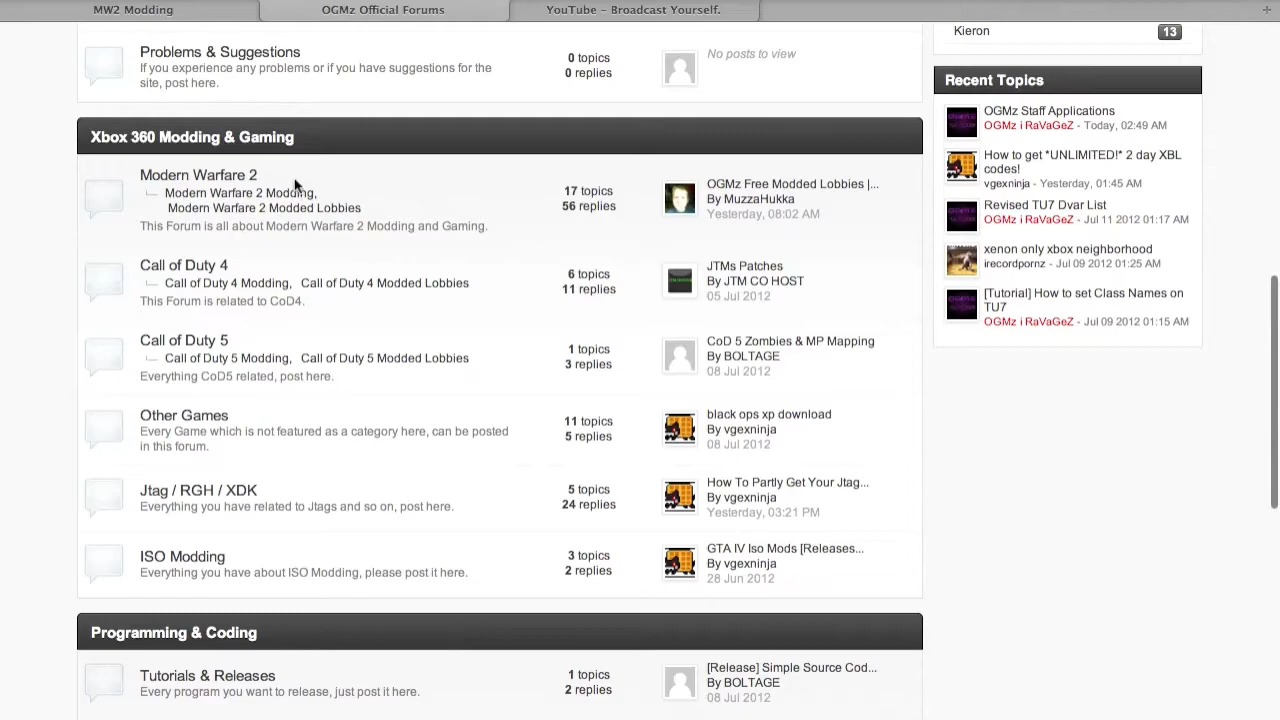 MW2 Modding
OGMz Official Forums
YouTube - Broadcast Yourself.
Problems & Suggestions
If you experience any problems or if you have suggestions for the
site, post here.
0 topics
0 replies
No posts to view
Xbox 360 Modding & Gaming
Modern Warfare 2
Modern Warfare 2 Modding,
Modern Warfare 2 Modded Lobbies
This Forum is all about Modern Warfare 2 Modding and Gaming.
17 topics
56 replies
OGMz Free Modded Lobbies |...
By MuzzaHukka
Yesterday, 08:02 AM
Call of Duty 4
Call of Duty 4 Modding, Call of Duty 4 Modded Lobbies
This Forum is related to CoD4.
6 topics
11 replies
JTMs Patches
By JTM CO HOST
05 Jul 2012
Call of Duty 5
Call of Duty 5 Modding, Call of Duty 5 Modded Lobbies
Everything CoD5 related, post here.
1 topics
3 replies
CoD 5 Zombies & MP Mapping
By BOLTAGE
08 Jul 2012
Other Games
Every Game which is not featured as a category here, can be posted
in this forum.
11 topics
5 replies
black ops xp download
By vgexninja
08 Jul 2012
Jtag / RGH / XDK
Everything you have related to Jtags and so on, post here.
5 topics
24 replies
How To Partly Get Your Jtag...
By vgexninja
Yesterday, 03:21 PM
ISO Modding
Everything you have about ISO Modding, please post it here.
3 topics
2 replies
GTA IV Iso Mods [Releases...
By vgexninja
28 Jun 2012
Programming & Coding
Tutorials & Releases
Every program you want to release, just post it here.
1 topics
2 replies
[Release] Simple Source Cod...
By BOLTAGE
08 Jul 2012
Kieron
13
Recent Topics
OGMz Staff Applications
OGMz i RaVaGeZ - Today, 02:49 AM
How to get *UNLIMITED!* 2 day XBL
codes!
vgexninja - Yesterday, 01:45 AM
Revised TU7 Dvar List
OGMz i RaVaGeZ - Jul 11 2012 01:17 AM
xenon only xbox neighborhood
irecordpornz - Jul 09 2012 01:25 AM
[Tutorial] How to set Class Names on
TU7
OGMz i RaVaGeZ - Jul 09 2012 01:15 AM